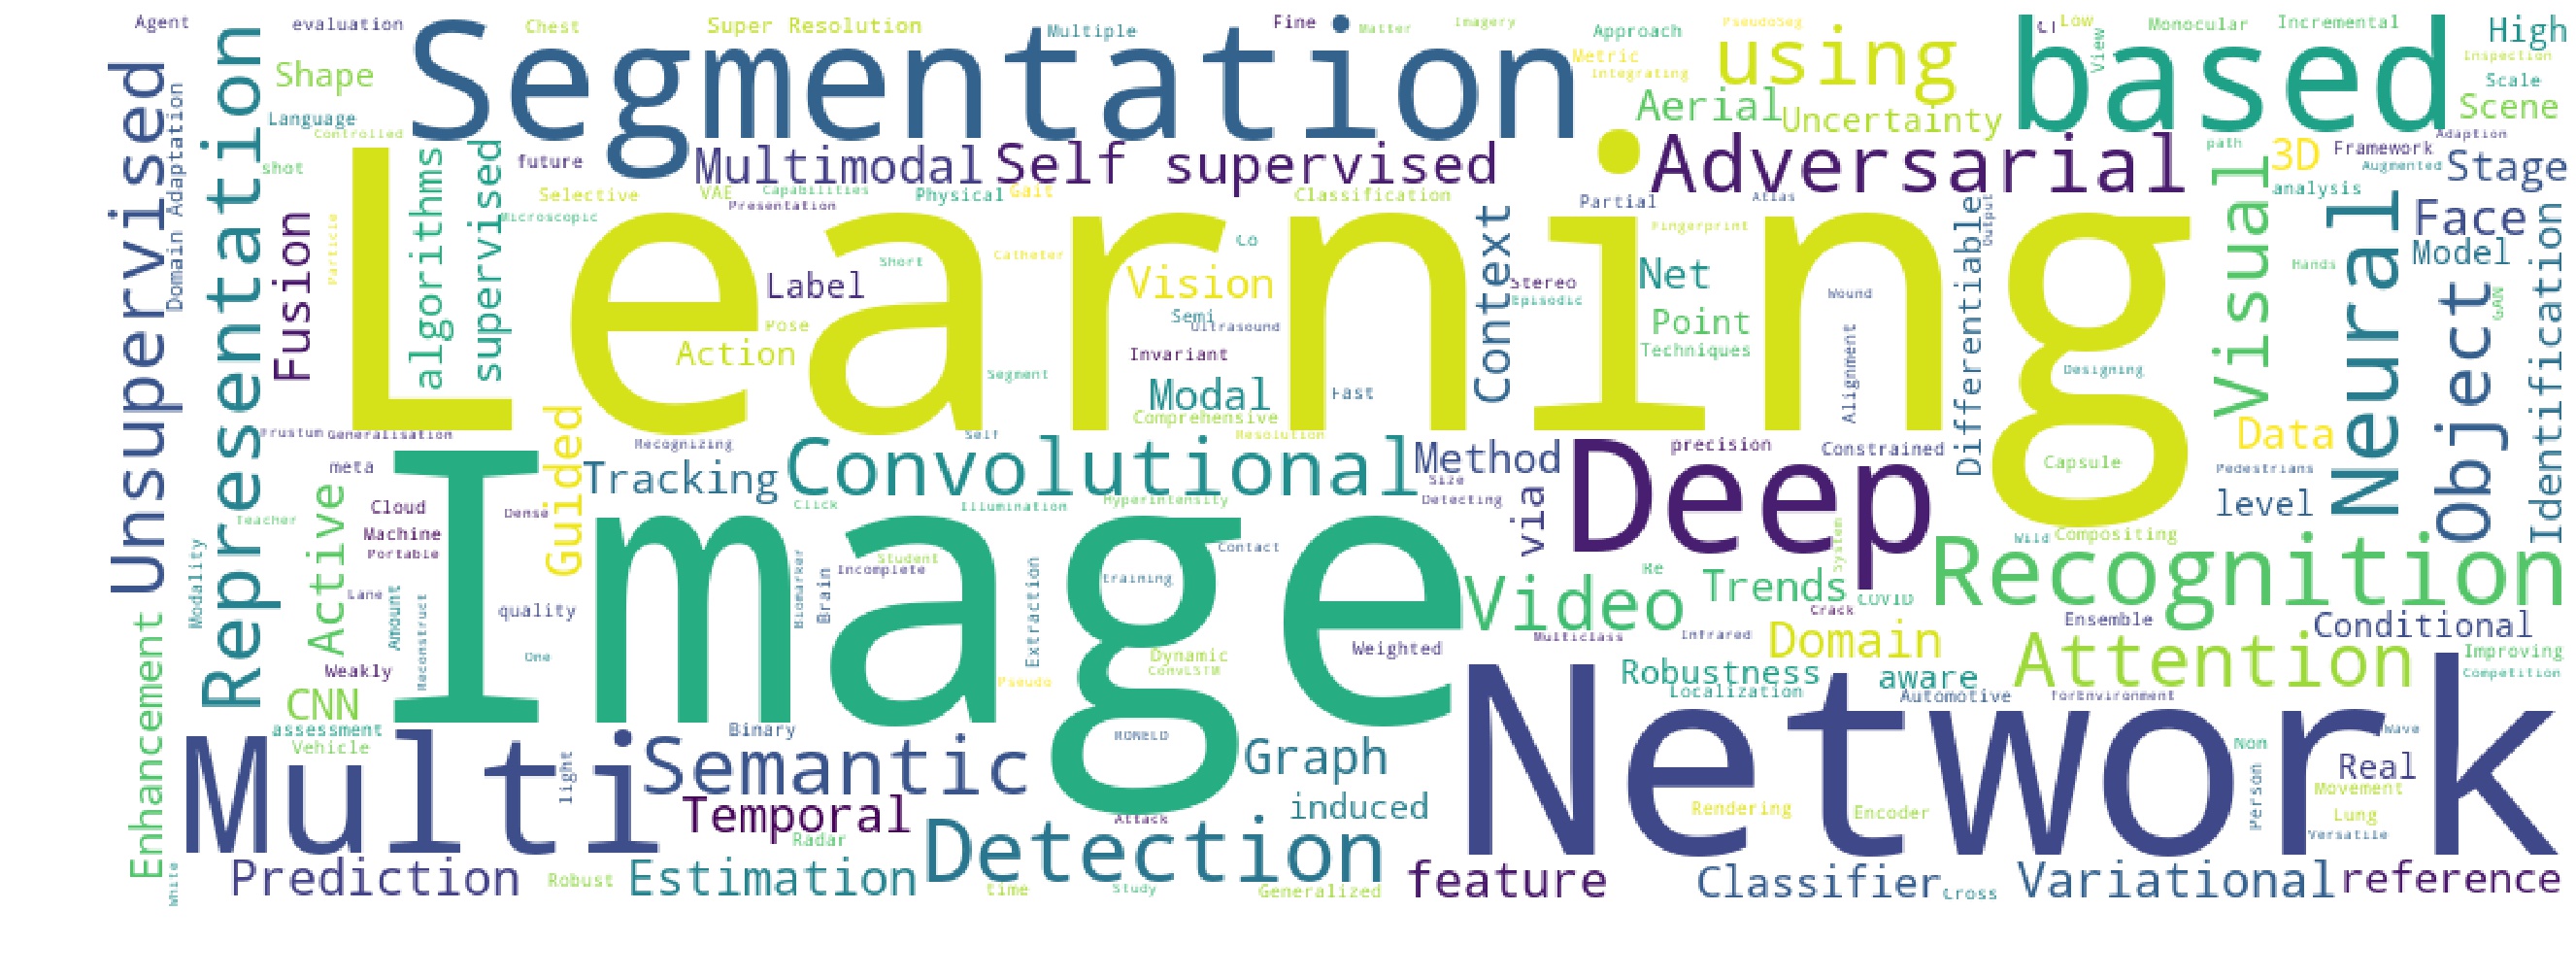 Agent
evaluation
Chest
Super Resolution
Multiple
Fine
Matter
Imagery
Approach
PseudoSeg
CT
Low
Monocular
Incremental
High
Segmentation
based
using
Representation
Unsupervised
Domain Adaptation
Shape
Metric
Integrating
View
Inspection
Scale
Scene
Language
Controlled
Aerial
Uncertainty
Adaption
shot
algorithms
supervised
future
Multimodal
Self supervised
Adversarial
path
3D
Framework
Augmented
Stage
Selective
VAE
Capabilities
Physical
Gait
Classification
analysis
Presentation
Partial
Atlas
Microscopic
Fusion
Particle
Learning
Context
Differentiable
Output
Visual
Neural
Face
Identification
Fingerprint
Co
Model
Short
Catheter
Label
Vision
Stereo
Net
Hands
Object
GAN
Episodic
Wound
Semi
Ultrasound
Pose
Point
Action
Invariant
Techniques
Alignment
Segment
Designing
Modal
Fast
Comprehensive
Guided
Frustum
Generalisation
Recognizing
Self
Resolution
precision
Constrained
Data
meta
Tracking
Convolutional
Method
Deep
Capsule
Pedestrians
Size
Detecting
Active
Image
Cloud
Dense
Click
Illumination
Hyperintensity
via
level
Teacher
Machine
Portable
Modality
Contact
System
Wild
Compositing
Student
Incomplete
training
Recognition
Biomarker
Brain
Extraction
Re
Lane
Amount
Reconstruct
quality
Video
Trends
COVID
Crack
Enhancement
Multiclass
Infrared
Domain
Ensemble
Conditional
Weakly
One
Dynamic
Weighted
Attention
Improving
ConvLSTM
Robustness
aware
Competition
Pseudo
CNN
Localization
Automotive
forEnvironment
assessment
Binary
RONELD
Network
Wave
Vehicle
Multi
light
Semantic
Graph
Non
Real
Person
Movement
Temporal
induced
Rendering
Encoder
Lung
Attack
Versatile
Radar
Detection
White
Prediction
Robust
Estimation
time
Study
Generalized
feature
Classifier
Cross
Variational
reference